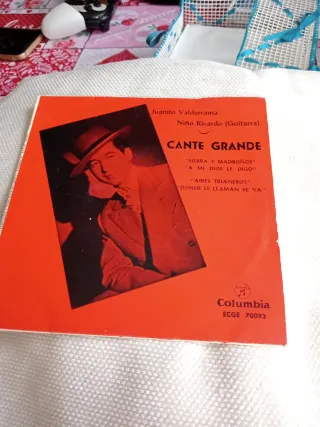 Juanito Valderrama
Niño Ricardo (Guitarra)
CANTE GRANDE
"SIERRA Y MADROÑOS"
"A MI JHOE LE DIGO"
"AIRES TRIANEROS"
"DONDE LE LLAMAN SE VA"
Columbia
ECGE 70093